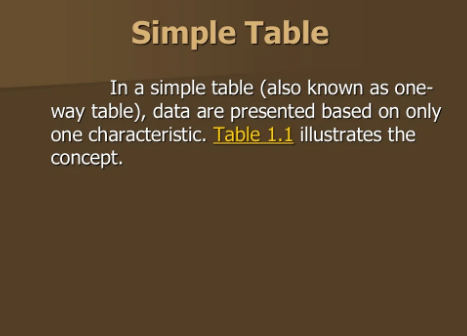 Simple Table
In a simple table (also known as one-
way table), data are presented based on only
one characteristic. Table 1.1 illustrates the
concept.